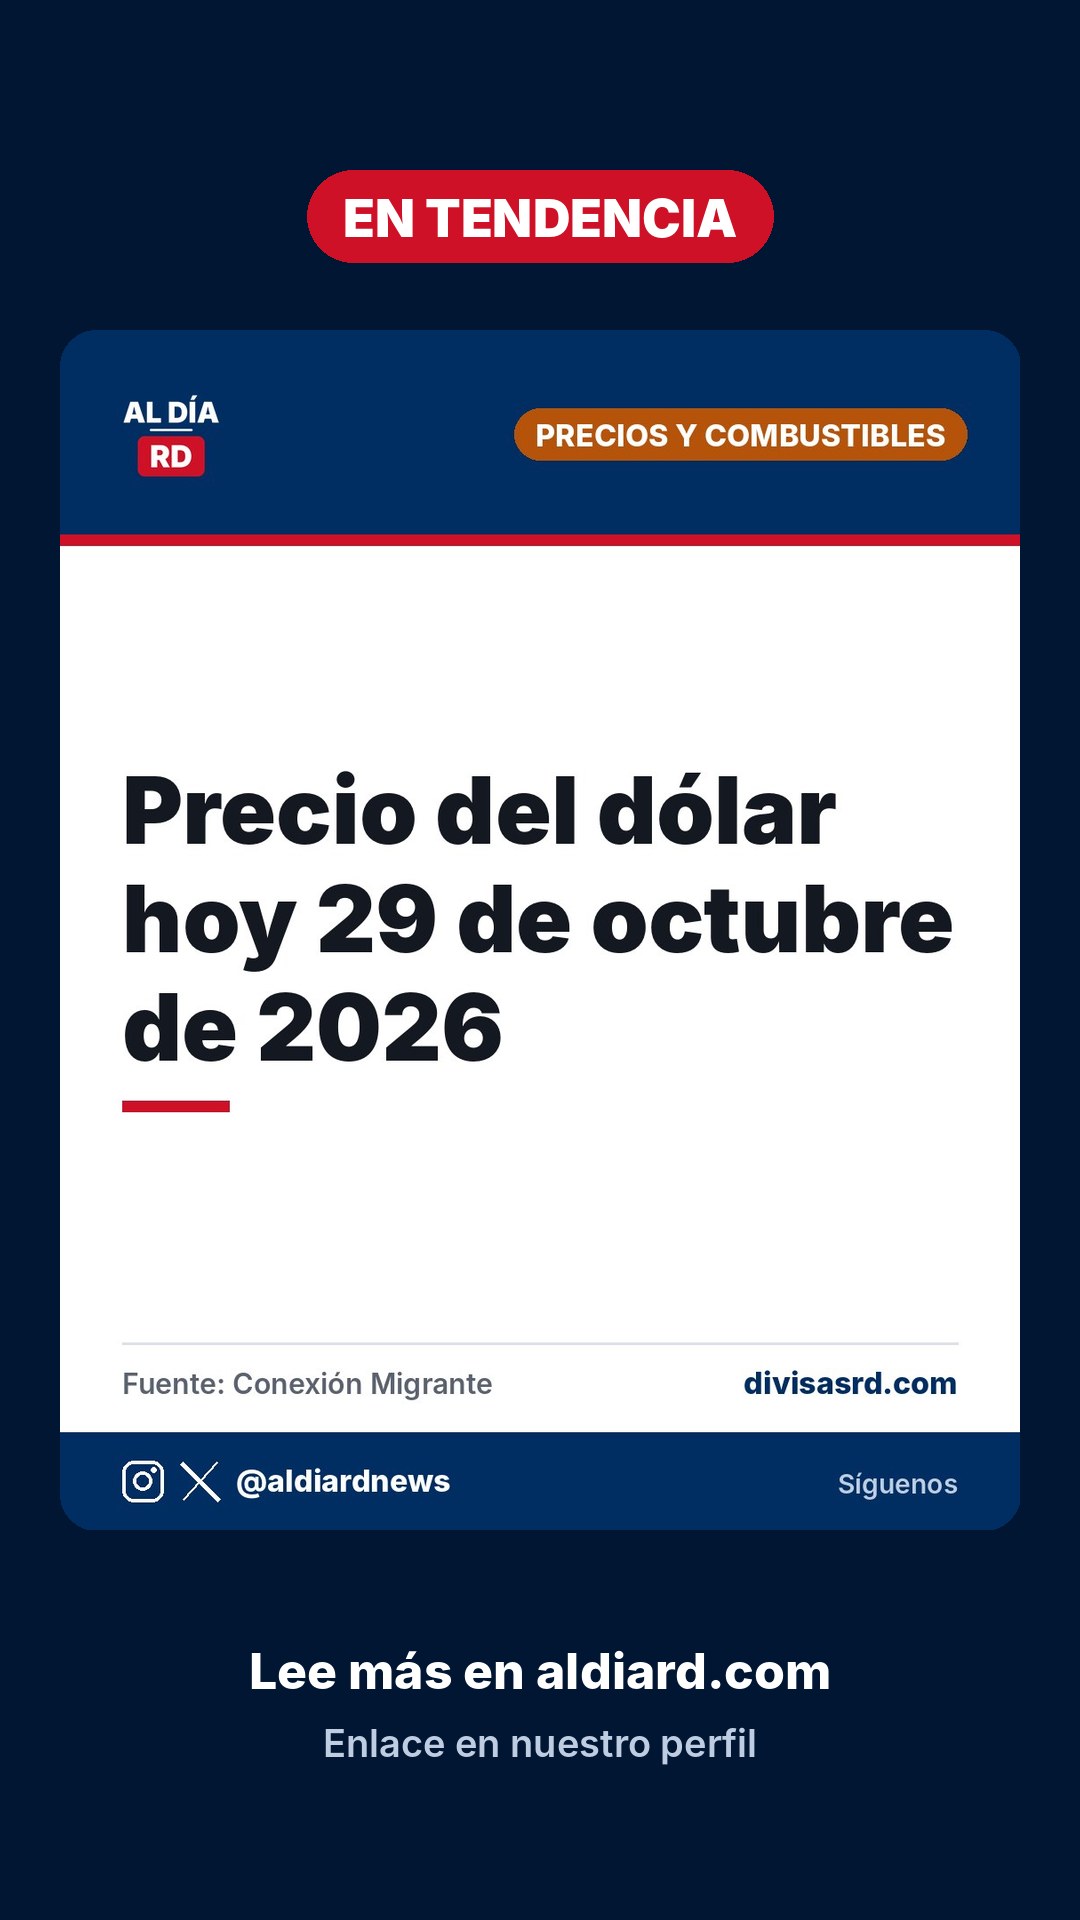 EN TENDENCIA
AL DÍA
RD
PRECIOS Y COMBUSTIBLES
Precio del dólar
hoy 29 de octubre
de 2026
Fuente: Conexión Migrante
divisasrd.com
@aldiardnews
Síguenos
Lee más en aldiard.com
Enlace en nuestro perfil